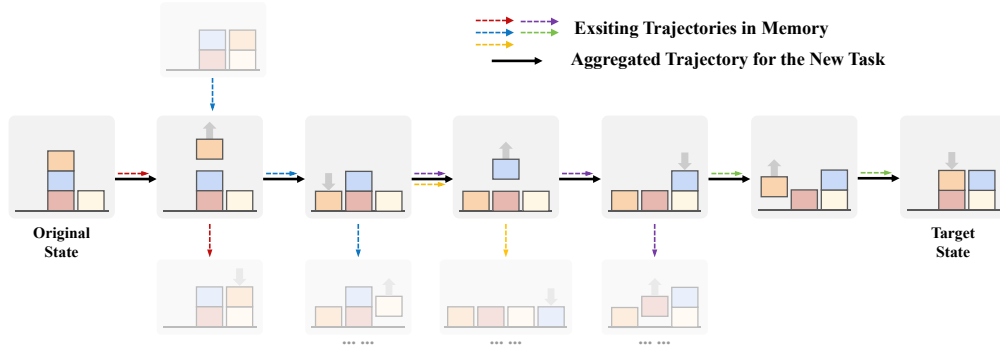 Exsiting Trajectories in Memory
Aggregated Trajectory for the New Task
Original
State
Target
State
... ...
... ...
... ...